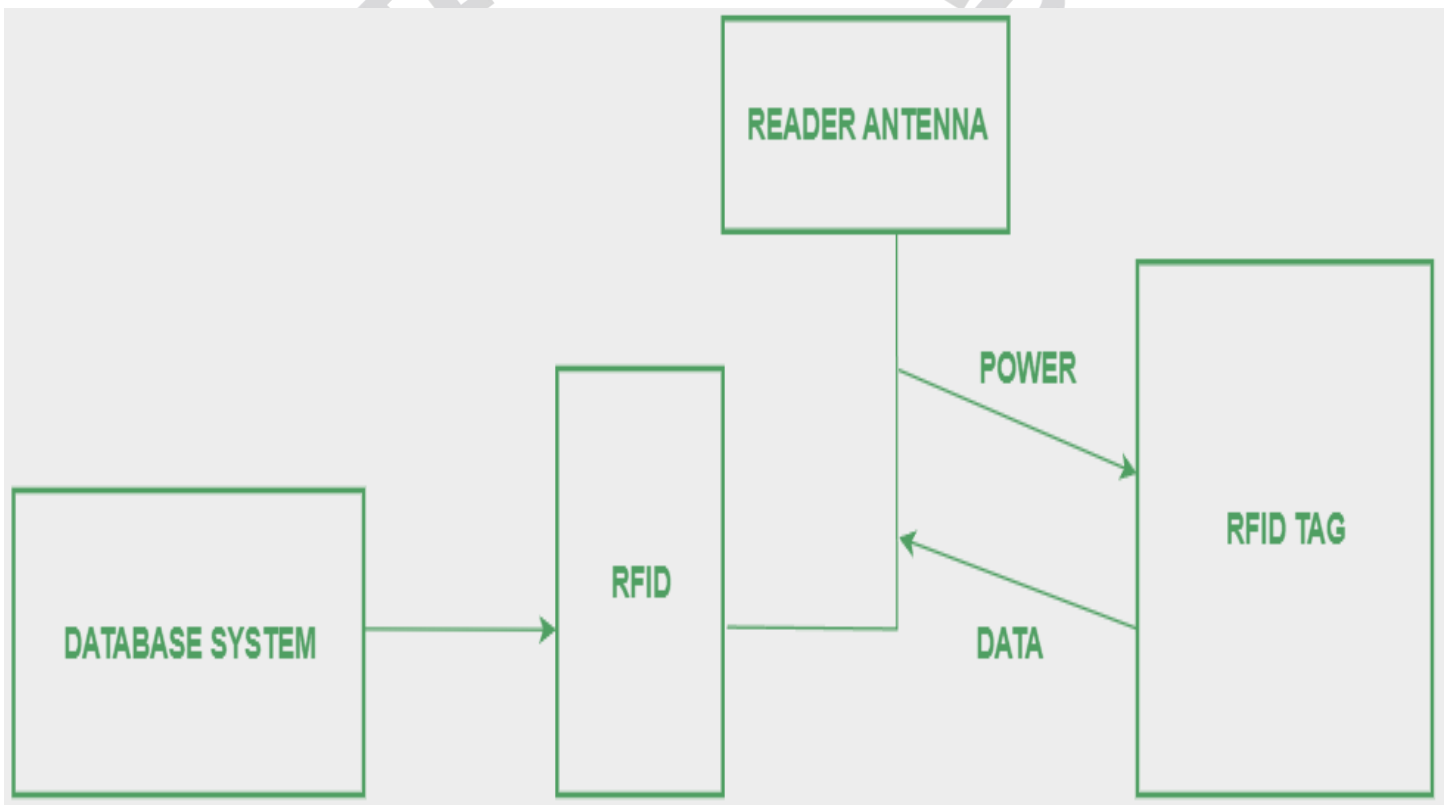 READER ANTENNA
POWER
RFID TAG
RFID
DATABASE SYSTEM
DATA